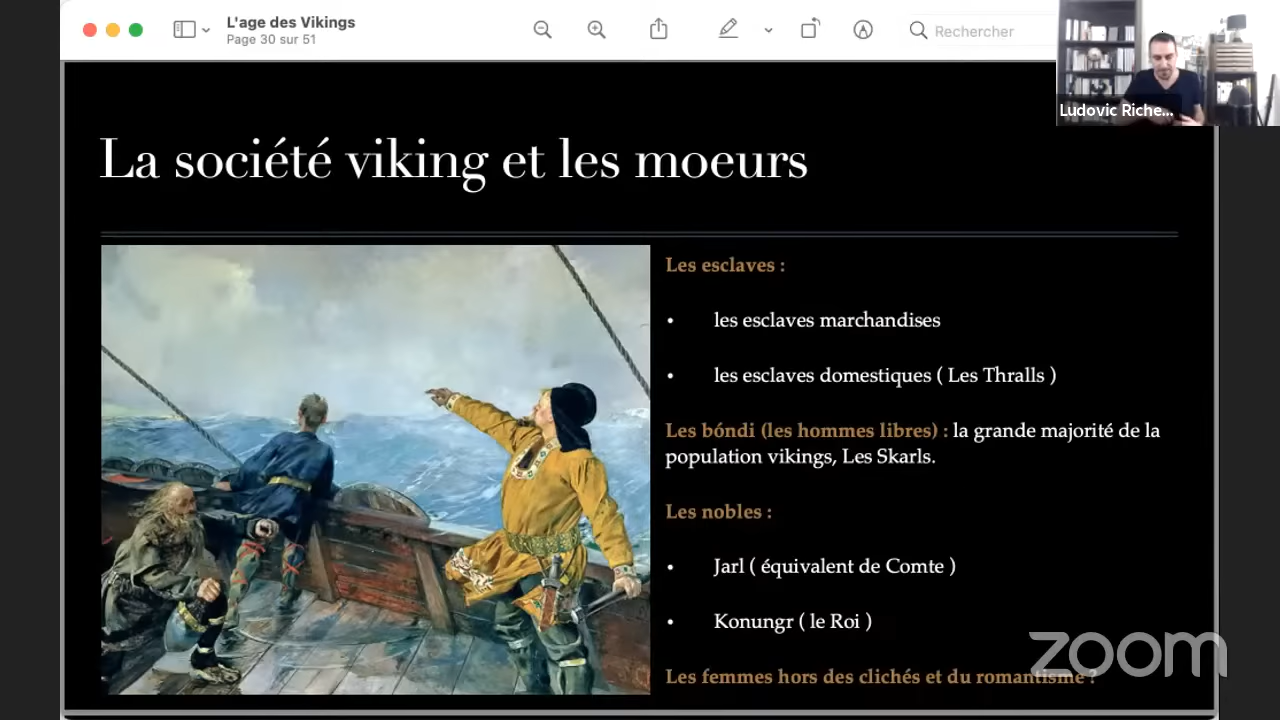 L'age des Vikings
Page 30 sur 51
Rechercher
Ludovic Riche...
La société viking et les moeurs
Les esclaves :
• les esclaves marchandises
• les esclaves domestiques ( Les Thralls )
Les bóndi (les hommes libres) : la grande majorité de la
population vikings, Les Skarls.
Les nobles :
• Jarl ( équivalent de Comte )
• Konungr ( le Roi )
Les femmes hors des clichés et du romantisme ?
zoom